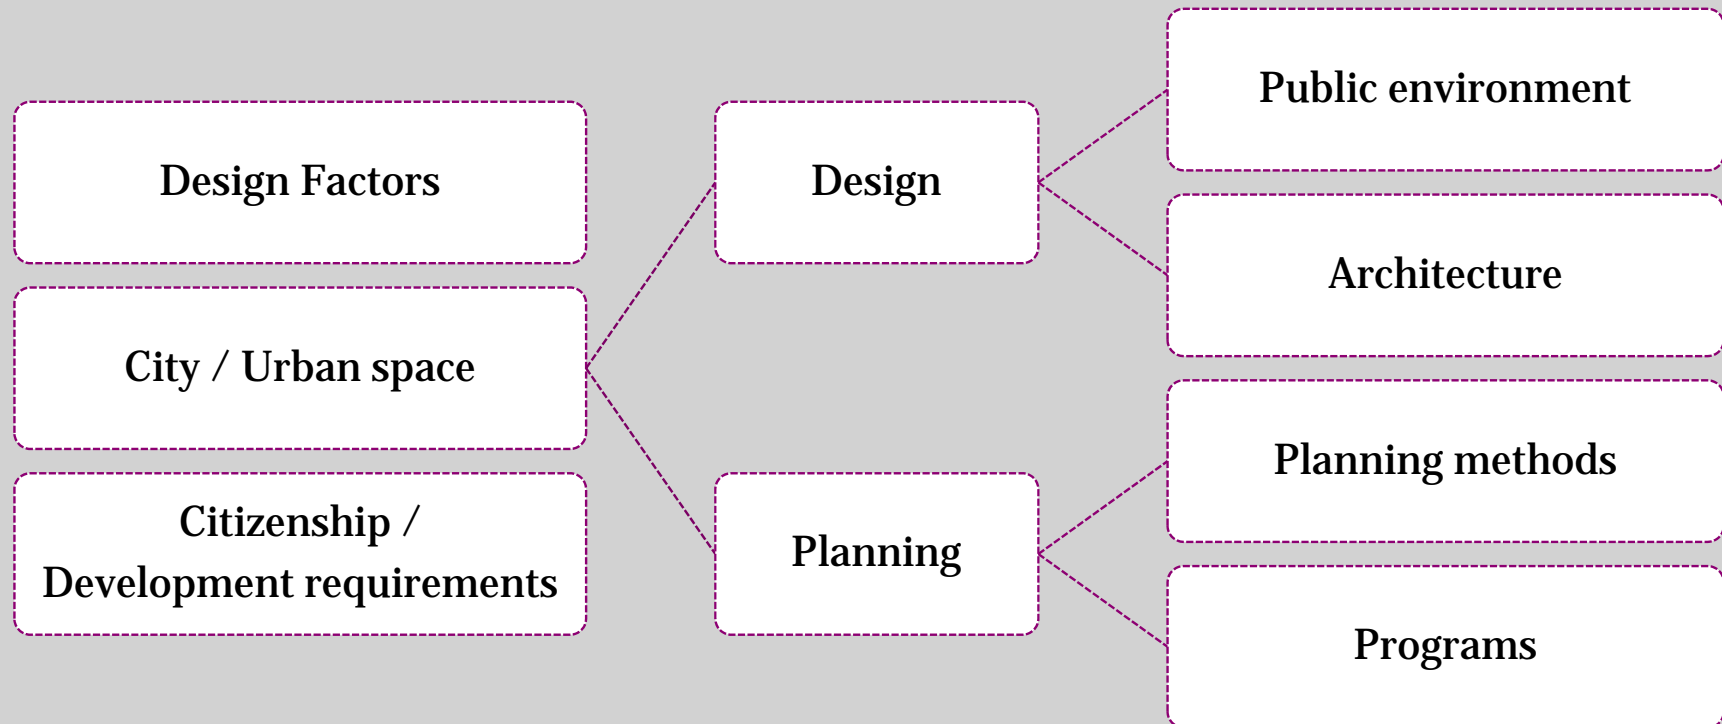 Design Factors
City / Urban space
Citizenship /
Development requirements
Design
Planning
Public environment
Architecture
Planning methods
Programs